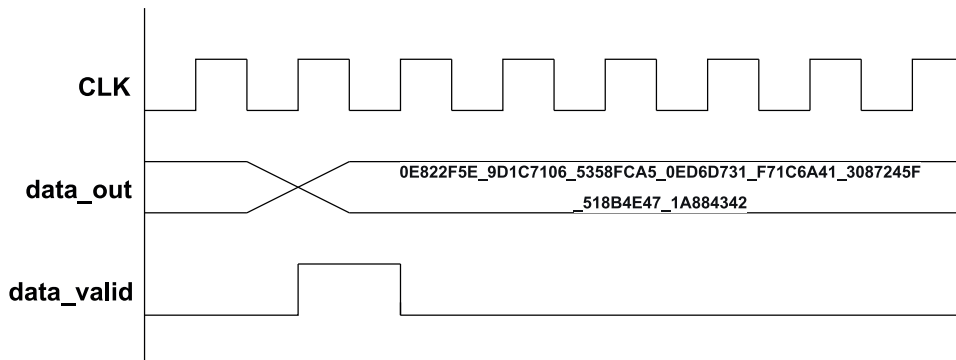 CLK
data_out
0E822F5E_9D1C7106_5358FCA5_0ED6D731_F71C6A41_3087245F
_518B4E47_1A884342
data_valid